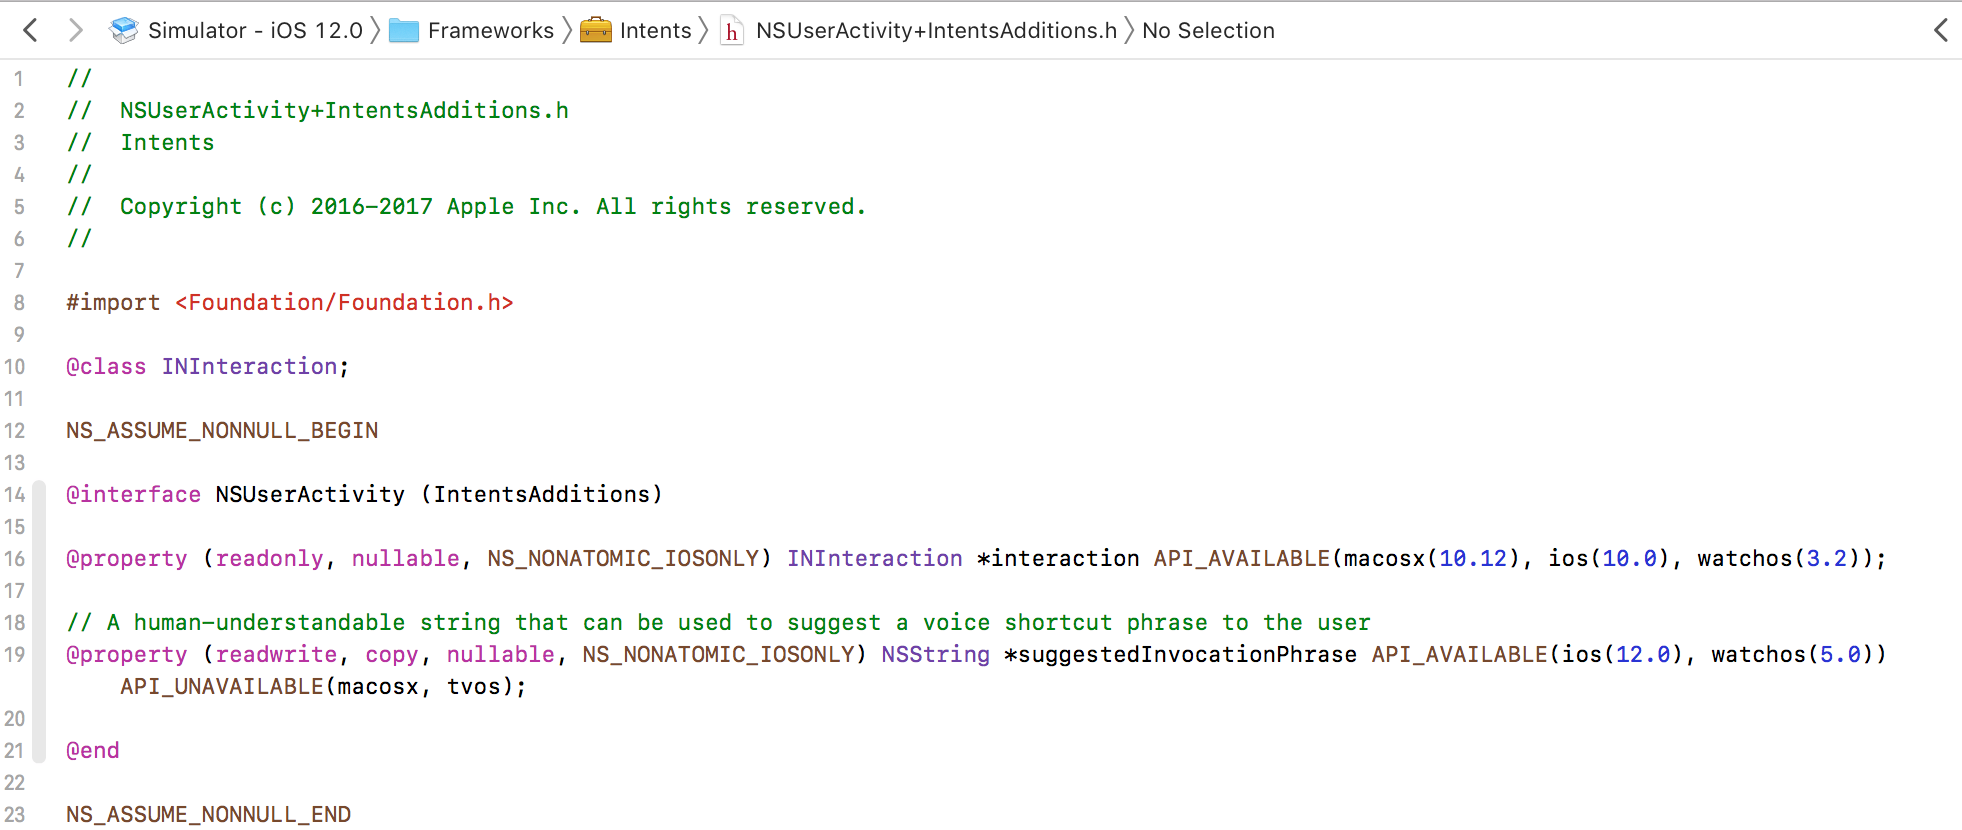 Simulator - iOS 12.0 Frameworks Intents h NSUserActivity+IntentsAdditions.h No Selection
1 //
2 //  NSUserActivity+IntentsAdditions.h
3 //  Intents
4 //
5 //  Copyright (c) 2016-2017 Apple Inc. All rights reserved.
6 //
7
8 #import <Foundation/Foundation.h>
9
10 @class INInteraction;
11
12 NS_ASSUME_NONNULL_BEGIN
13
14 @interface NSUserActivity (IntentsAdditions)
15
16 @property (readonly, nullable, NS_NONATOMIC_IOSONLY) INInteraction *interaction API_AVAILABLE(macosx(10.12), ios(10.0), watchos(3.2));
17
18 // A human-understandable string that can be used to suggest a voice shortcut phrase to the user
19 @property (readwrite, copy, nullable, NS_NONATOMIC_IOSONLY) NSString *suggestedInvocationPhrase API_AVAILABLE(ios(12.0), watchos(5.0))
API_UNAVAILABLE(macosx, tvos);
20
21 @end
22
23 NS_ASSUME_NONNULL_END